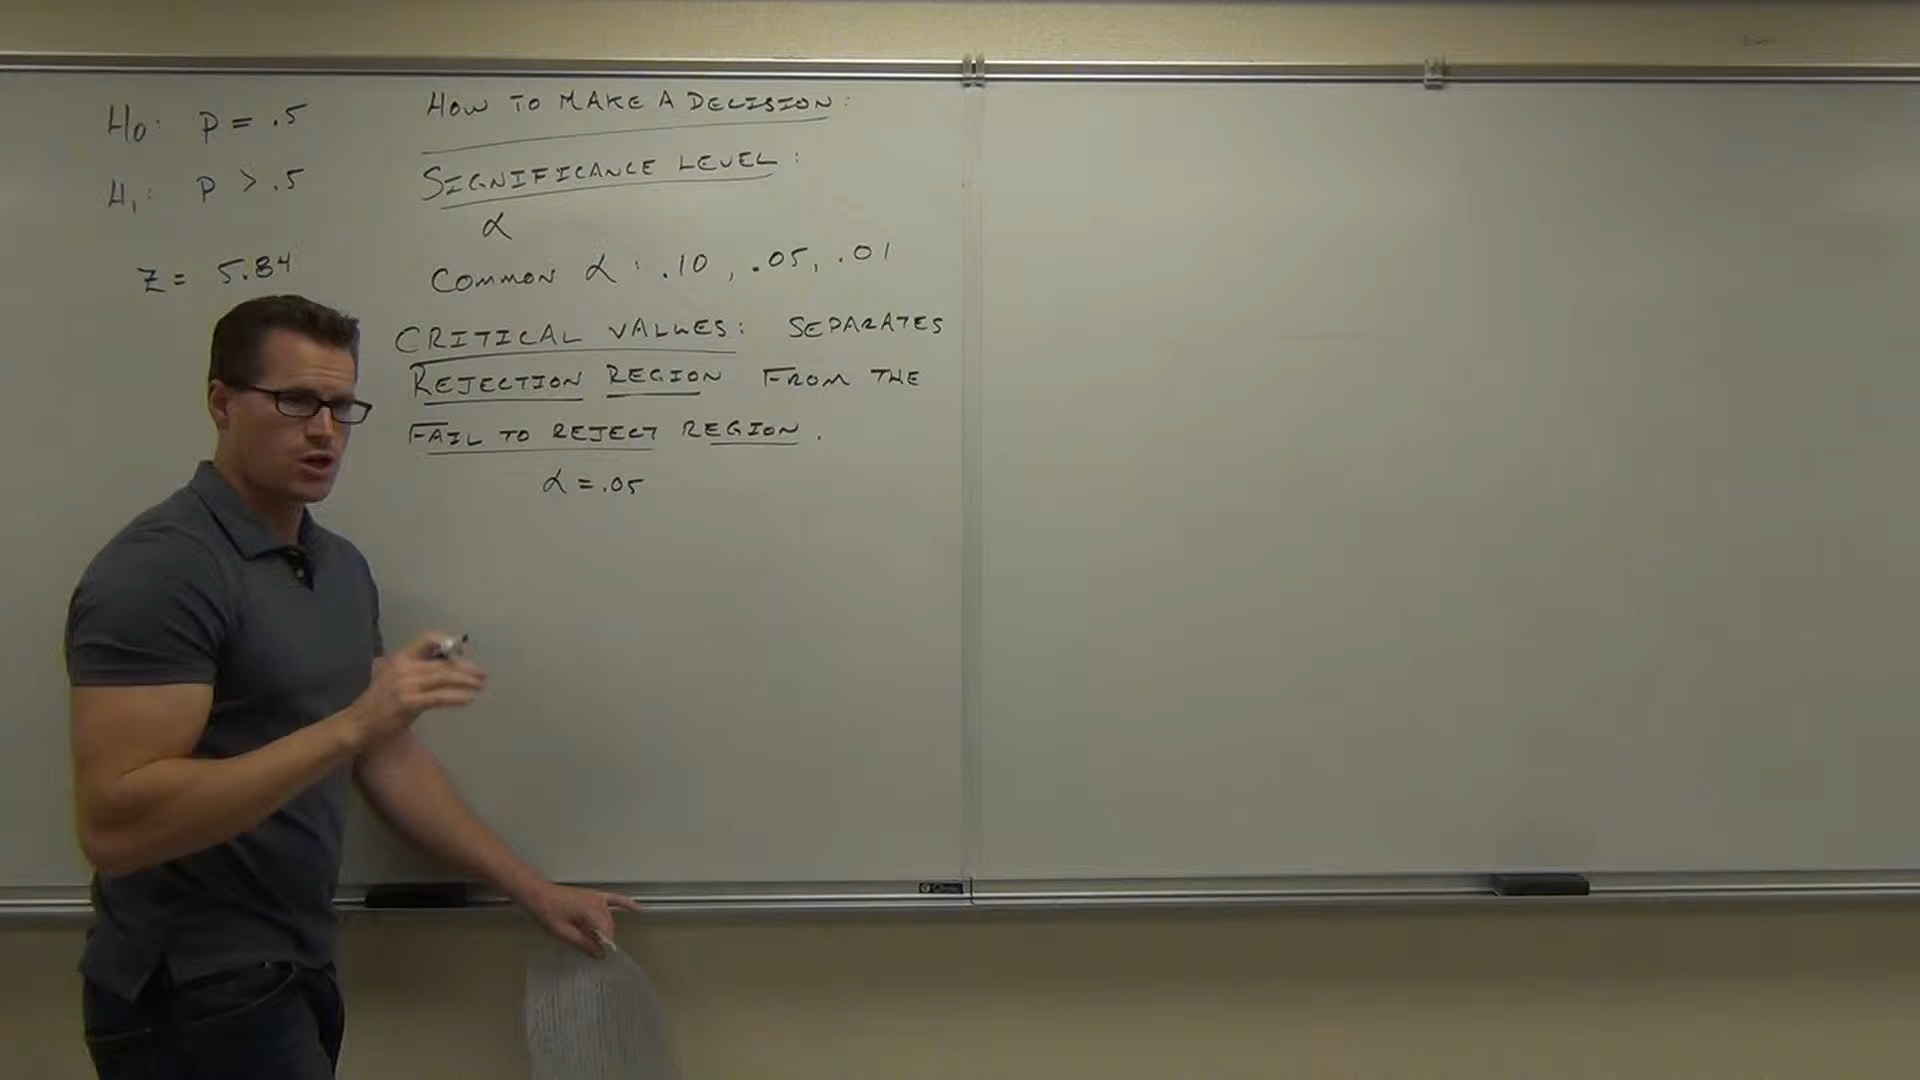 H0: P = .5
H1: P > .5
Z = 5.84
HOW TO MAKE A DECISION:
SIGNIFICANCE LEVEL:
α
COMMON α: .10, .05, .01
CRITICAL VALUES: SEPARATES
REJECTION REGION FROM THE
FAIL TO REJECT REGION.
α = .05